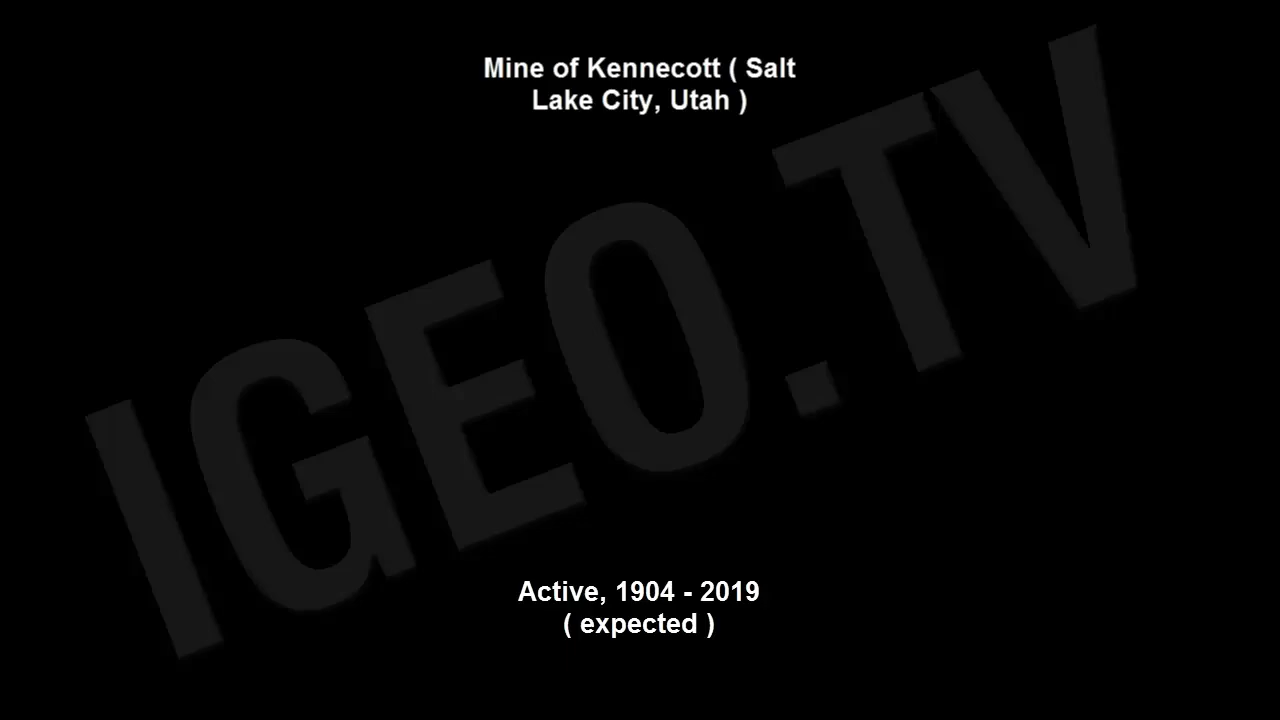 Mine of Kennecott ( Salt
Lake City, Utah )
IGEO.TV
Active, 1904 - 2019
( expected )